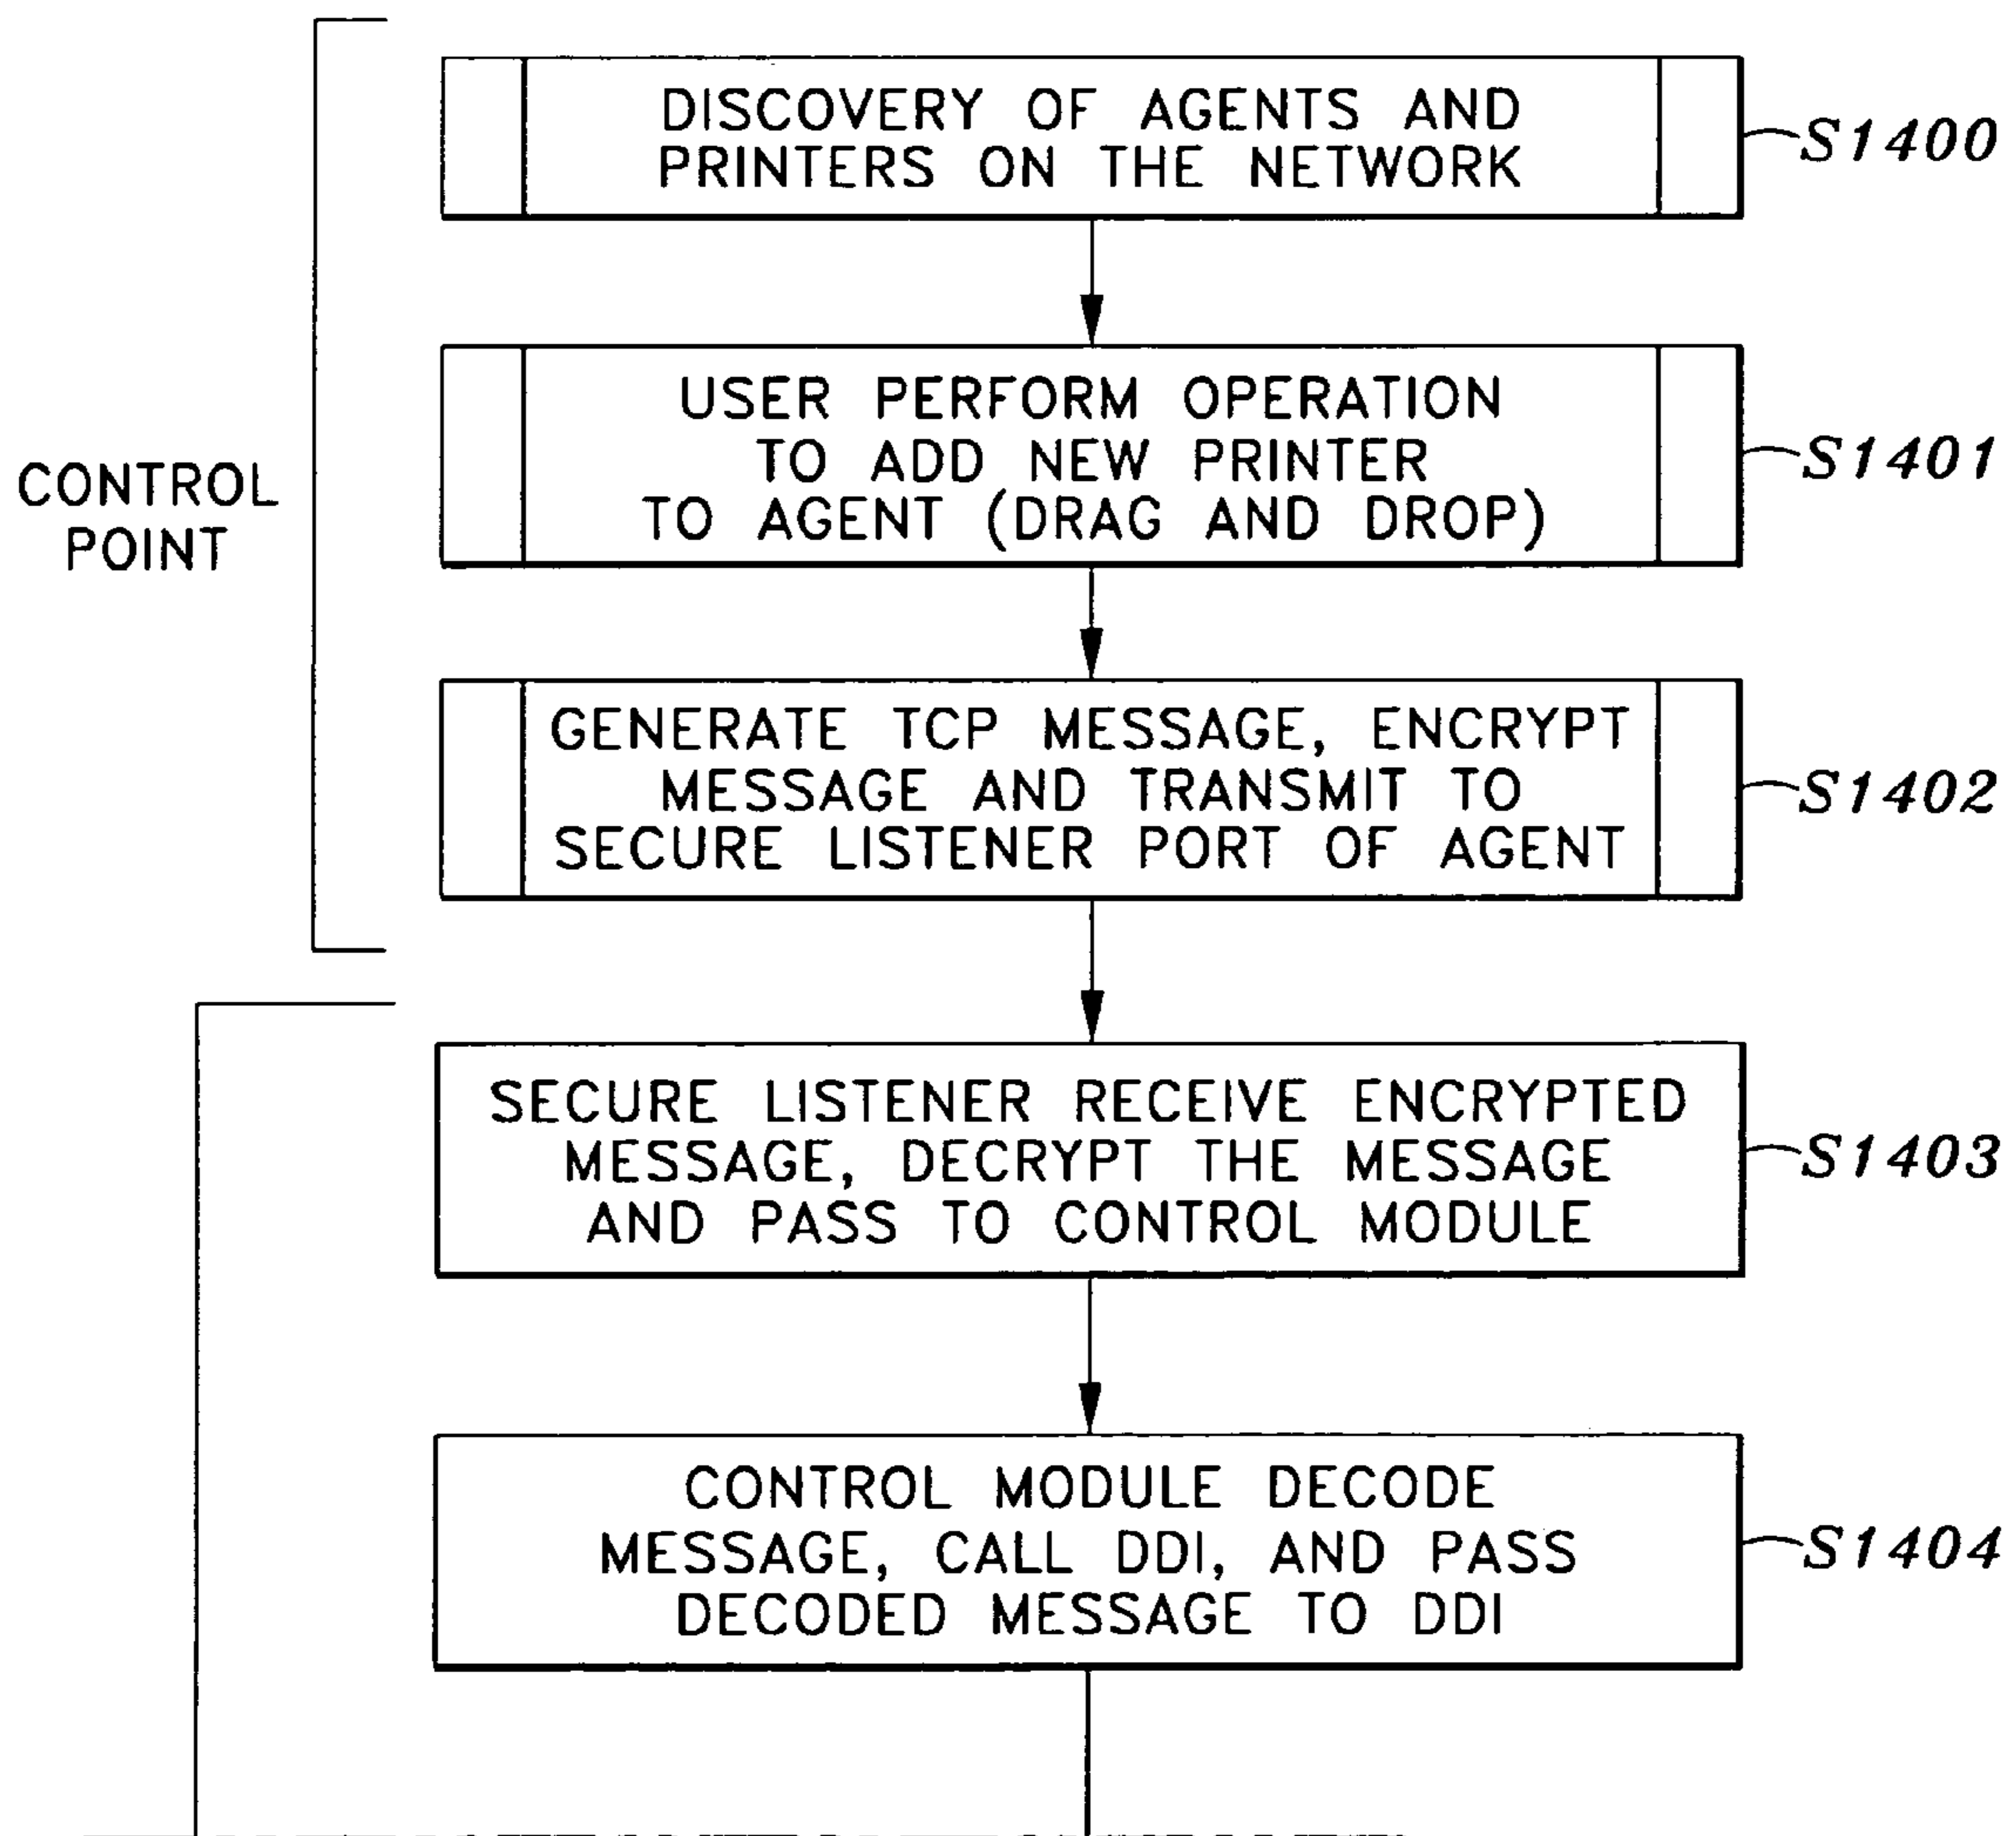 DISCOVERY OF AGENTS AND
PRINTERS ON THE NETWORK
S1400
USER PERFORM OPERATION
TO ADD NEW PRINTER
TO AGENT (DRAG AND DROP)
S1401
CONTROL
POINT
GENERATE TCP MESSAGE, ENCRYPT
MESSAGE AND TRANSMIT TO
SECURE LISTENER PORT OF AGENT
S1402
SECURE LISTENER RECEIVE ENCRYPTED
MESSAGE, DECRYPT THE MESSAGE
AND PASS TO CONTROL MODULE
S1403
CONTROL MODULE DECODE
MESSAGE, CALL DDI, AND PASS
DECODED MESSAGE TO DDI
S1404